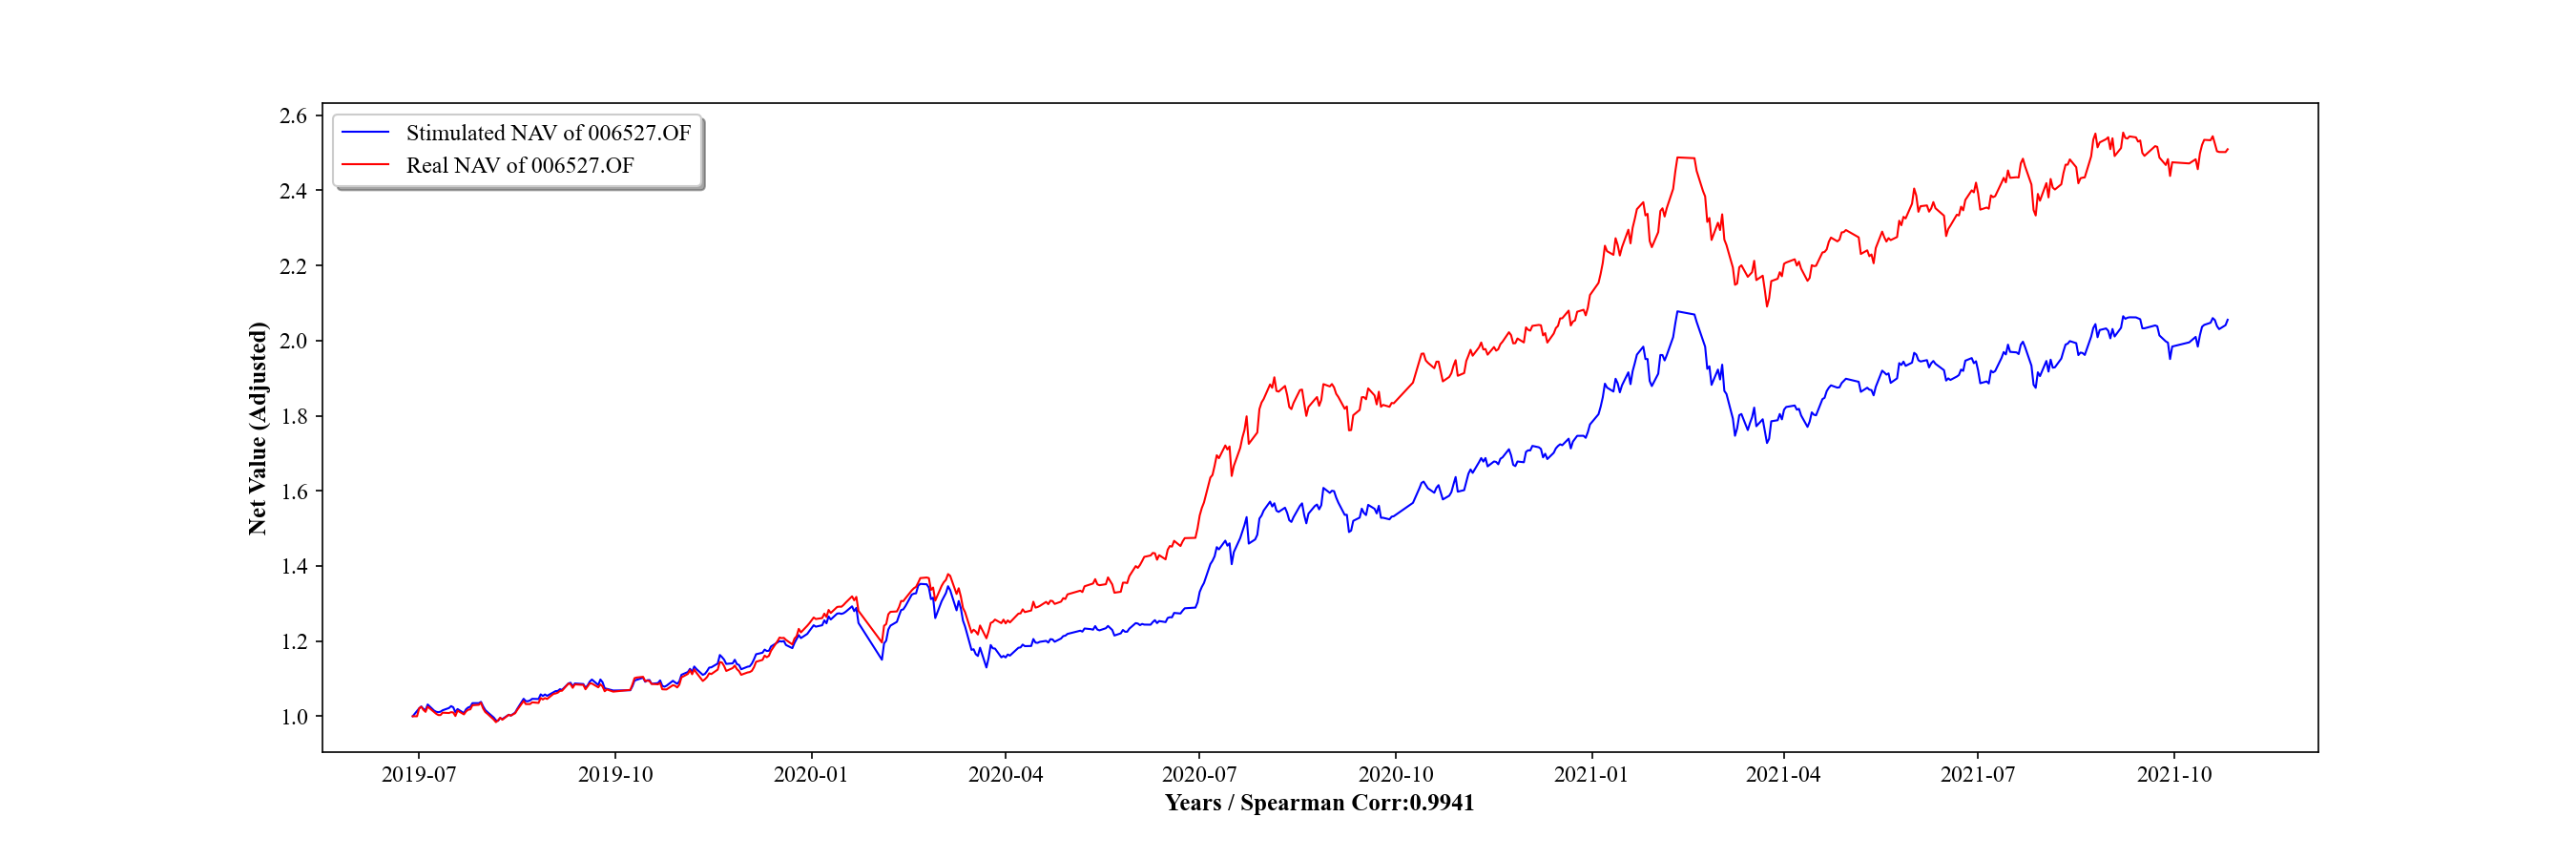 2.6
2.4
2.2
2.0
1.8
1.6
1.4
1.2
1.0
Net Value (Adjusted)
Stimulated NAV of 006527.OF
Real NAV of 006527.OF
2019-07 2019-10 2020-01 2020-04 2020-07 2020-10 2021-01 2021-04 2021-07 2021-10
Years / Spearman Corr:0.9941